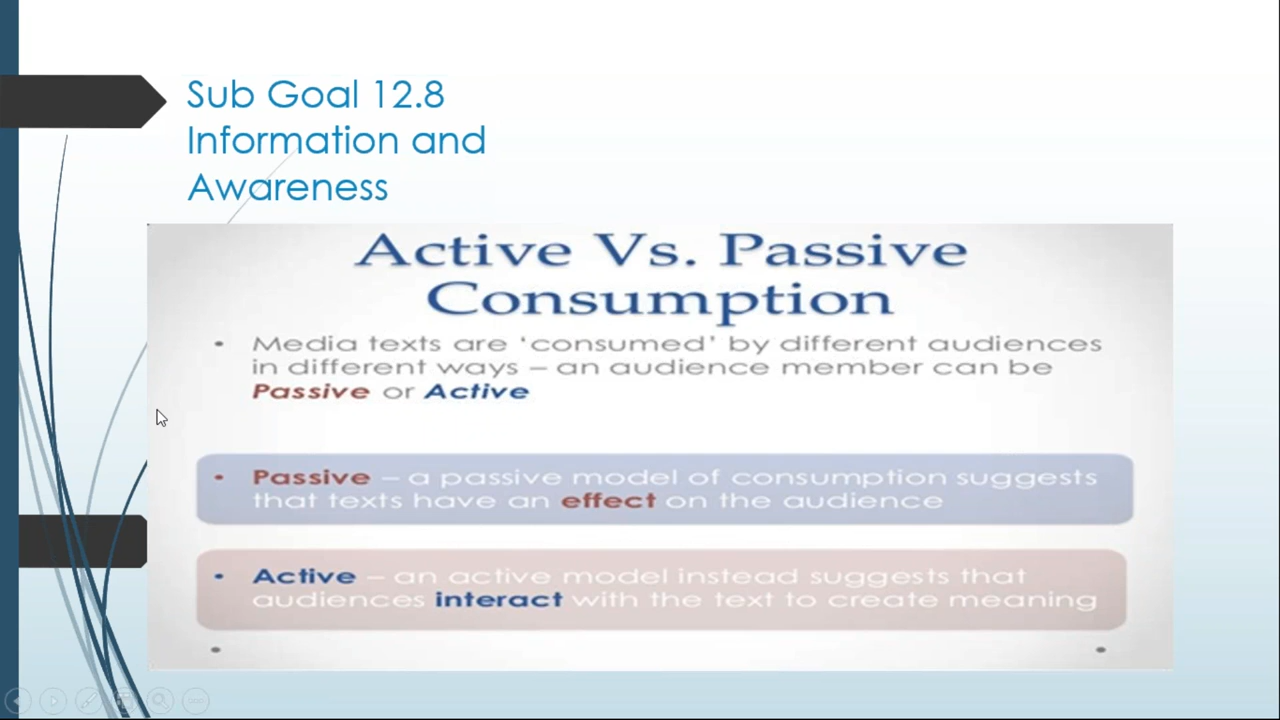 Sub Goal 12.8
Information and
Awareness
Active Vs. Passive
Consumption
• Media texts are ‘consumed’ by different audiences
in different ways – an audience member can be
Passive or Active
• Passive – a passive model of consumption suggests
that texts have an effect on the audience
• Active – an active model instead suggests that
audiences interact with the text to create meaning